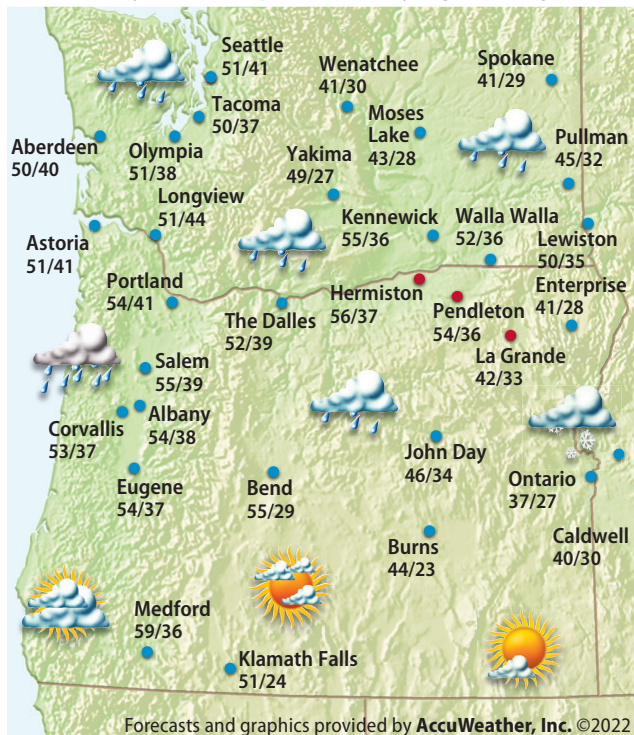 Seattle
51/41
Wenatchee
41/30
Spokane
41/29
Tacoma
50/37
Moses
Lake
43/28
Aberdeen
50/40
Olympia
51/38
Yakima
49/27
Pullman
45/32
Longview
51/44
Kennewick
55/36
Walla Walla
52/36
Astoria
51/41
Lewiston
50/35
Portland
54/41
The Dalles
52/39
Hermiston
56/37
Pendleton
54/36
Enterprise
41/28
La Grande
42/33
Salem
55/39
Albany
54/38
Corvallis
53/37
John Day
46/34
Eugene
54/37
Bend
55/29
Ontario
37/27
Burns
44/23
Caldwell
40/30
Medford
59/36
Klamath Falls
51/24
Forecasts and graphics provided by AccuWeather, Inc. ©2022